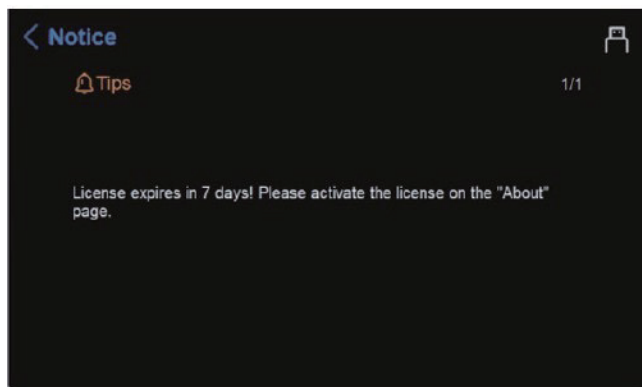 Notice
Tips
1/1
License expires in 7 days! Please activate the license on the "About"
page.